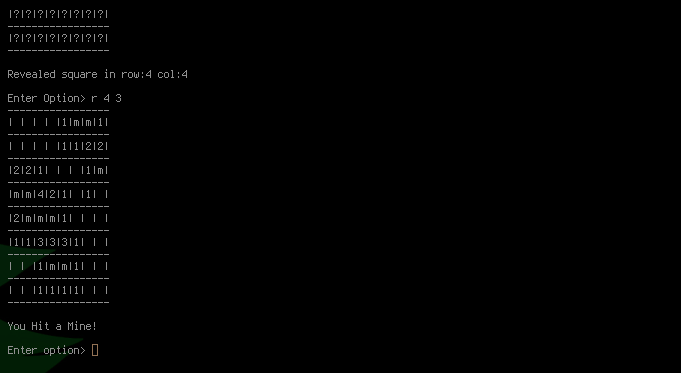 |?|?|?|?|?|?|?|?|
-----------------
|?|?|?|?|?|?|?|?|
-----------------
Revealed square in row:4 col:4
Enter Option> r 4 3
-----------------
| | | | |1|m|m|1|
-----------------
| | | | |1|1|2|2|
-----------------
|2|2|1| | | |1|m|
-----------------
|m|m|4|2|1| |1| |
-----------------
|2|m|m|m|1| | | |
-----------------
|1|1|3|3|3|1| | |
-----------------
| | |1|m|m|1| | |
-----------------
| | |1|1|1|1| | |
-----------------
You Hit a Mine!
Enter option>